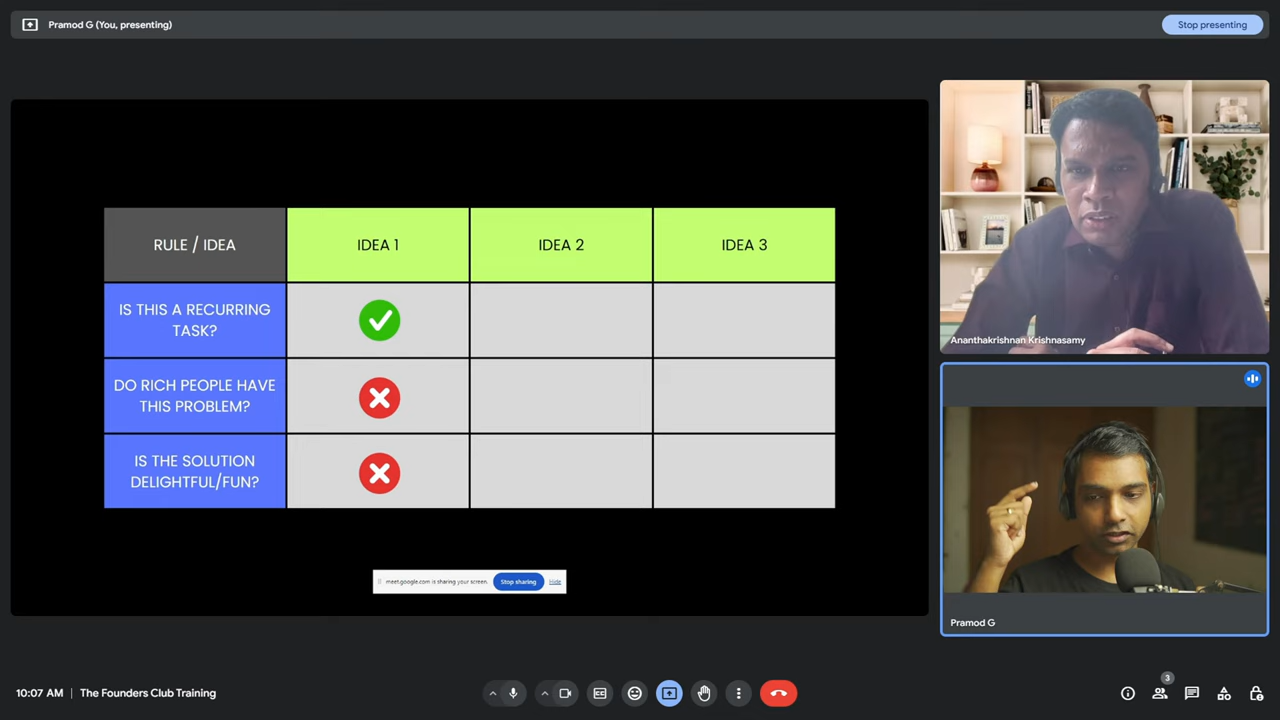 Pramod G (You, presenting)
Stop presenting
RULE / IDEA
IDEA 1
IDEA 2
IDEA 3
IS THIS A RECURRING
TASK?
DO RICH PEOPLE HAVE
THIS PROBLEM?
IS THE SOLUTION
DELIGHTFUL/FUN?
meet.google.com is sharing your screen.
Stop sharing
Hide
Ananthakrishnan Krishnasamy
Pramod G
10:07 AM | The Founders Club Training
3